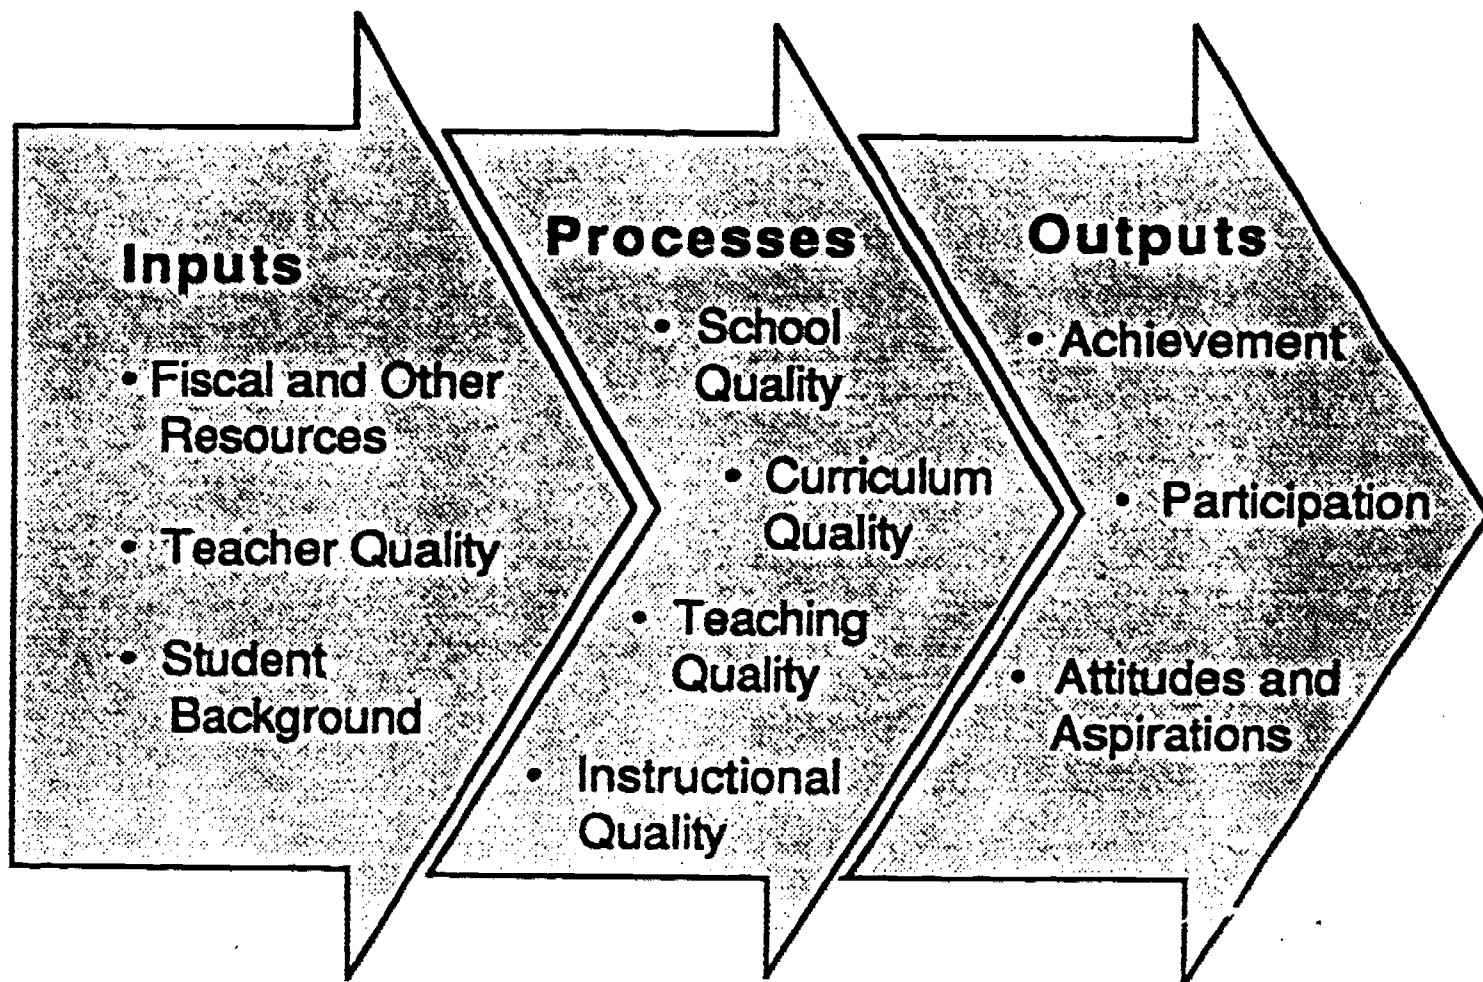 Inputs
• Fiscal and Other
Resources
• Teacher Quality
• Student
Background
Processes
• School
Quality
• Curriculum
Quality
• Teaching
Quality
• Instructional
Quality
Outputs
• Achievement
• Participation
• Attitudes and
Aspirations